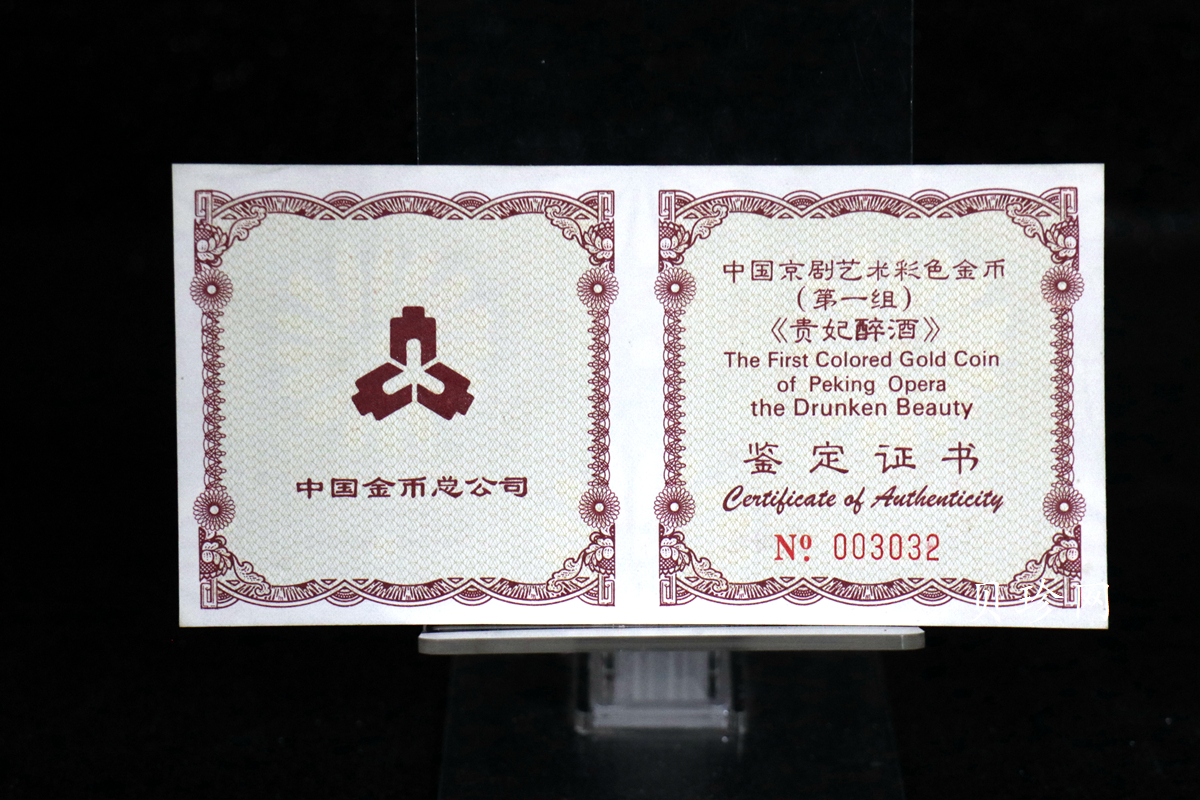 中国金币总公司
中国京剧艺术彩色金币
（第一组）
《贵妃醉酒》
The First Colored Gold Coin
of Peking Opera
the Drunken Beauty
鉴定证书
Certificate of Authenticity
Nº 003032